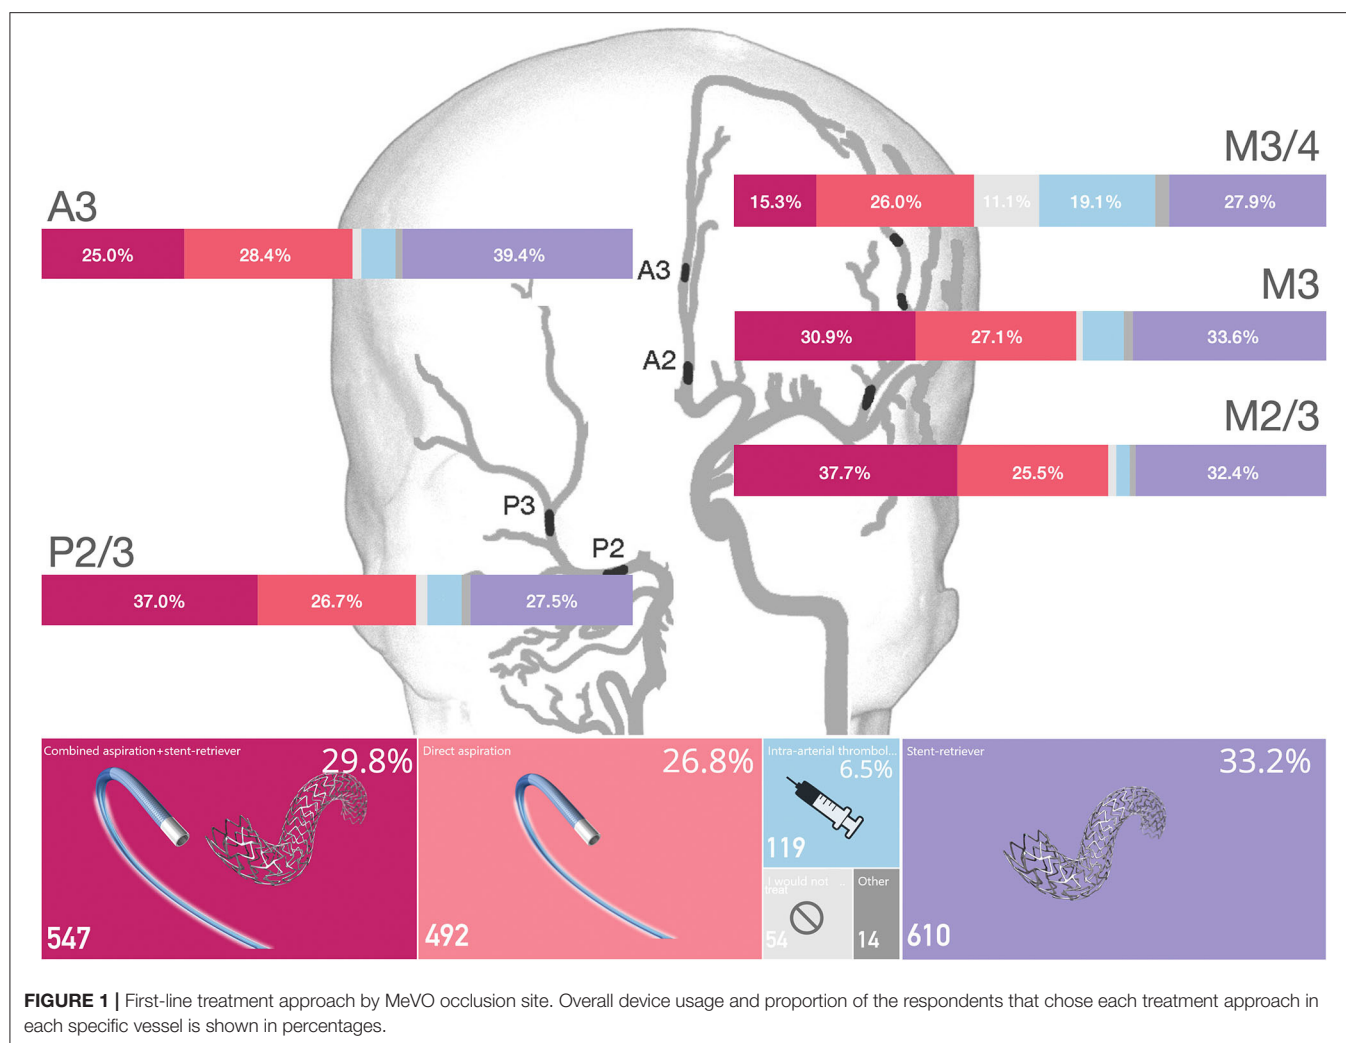 M3/4
15.3% 26.0% 11.1% 19.1% 27.9%
A3
25.0% 28.4% 39.4%
A3
M3
30.9% 27.1% 33.6%
A2
M2/3
37.7% 25.5% 32.4%
P3
P2
P2/3
37.0% 26.7% 27.5%
Combined aspiration+stent-retriever
29.8%
547
Direct aspiration
26.8%
492
Intra-arterial thrombol...
6.5%
119
I would not ...
treat
54
Other
14
Stent-retriever
33.2%
610
FIGURE 1 | First-line treatment approach by MeVO occlusion site. Overall device usage and proportion of the respondents that chose each treatment approach in
each specific vessel is shown in percentages.